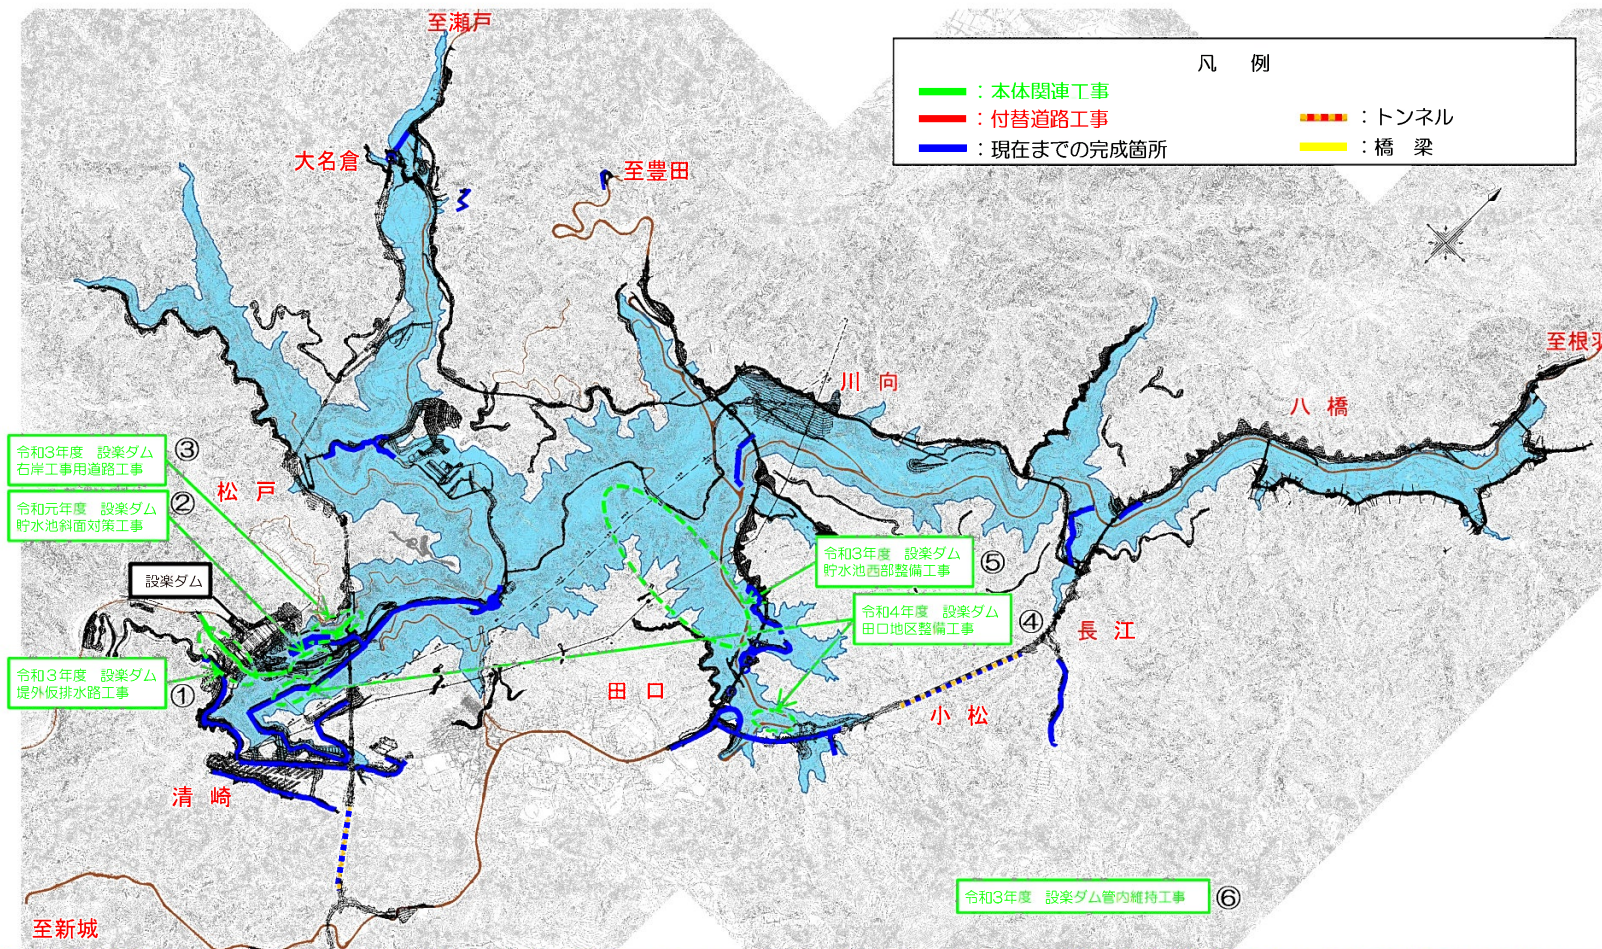 至瀬戸
凡 例
：本体関連工事
：付替道路工事
：トンネル
：現在までの完成箇所
：橋 梁
大名倉
至豊田
至根羽
川 向
八 橋
令和3年度 設楽ダム
右岸工事用道路工事
③
松 戸
令和元年度 設楽ダム
貯水池斜面対策工事
②
設楽ダム
令和3年度 設楽ダム
貯水池西部整備工事
⑤
令和4年度 設楽ダム
田口地区整備工事
④
長 江
令和3年度 設楽ダム
堤外仮排水路工事
①
田 口
小 松
清 崎
令和3年度 設楽ダム管内維持工事
⑥
至新城